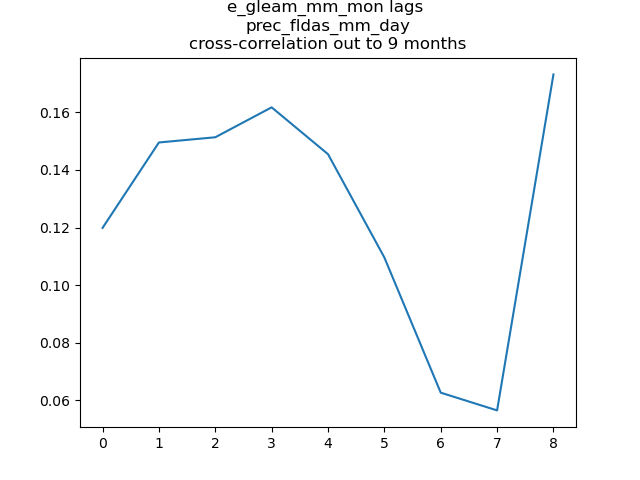 e_gleam_mm_mon lags
prec_fldas_mm_day
cross-correlation out to 9 months
0.16
0.14
0.12
0.10
0.08
0.06
0 1 2 3 4 5 6 7 8